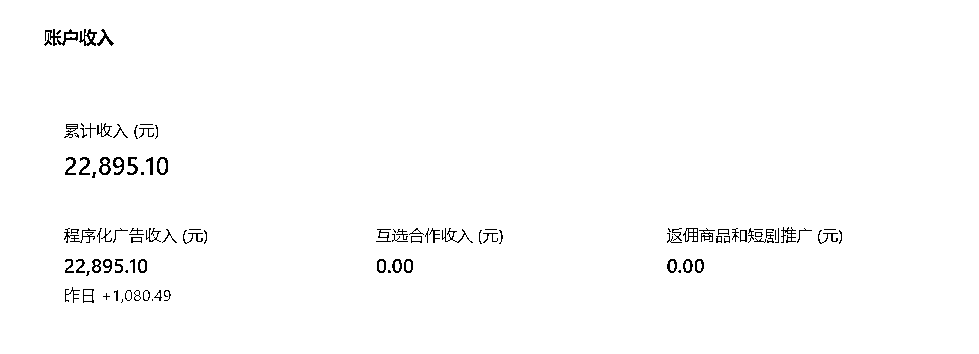 账户收入
累计收入 (元)
22,895.10
程序化广告收入 (元) 互选合作收入 (元) 返佣商品和短剧推广 (元)
22,895.10 0.00 0.00
昨日 +1,080.49